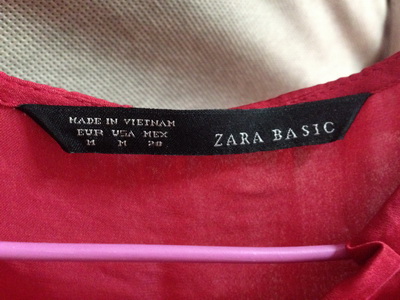 MADE IN VIETNAM
EUR USA MEX
M M 28
ZARA BASIC